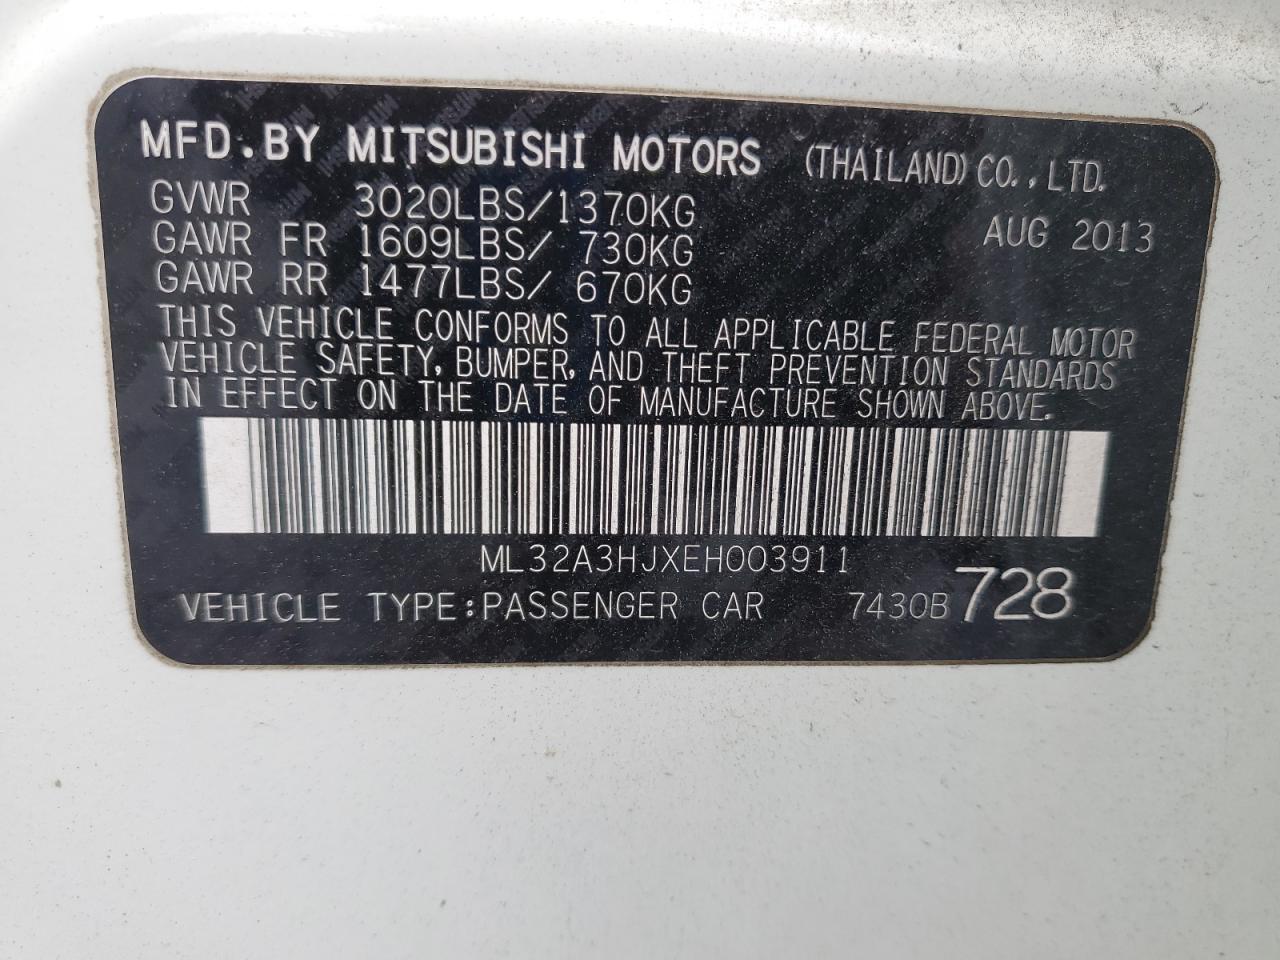 MFD.BY MITSUBISHI MOTORS (THAILAND) CO., LTD.
GVWR 3020LBS/1370KG AUG 2013
GAWR FR 1609LBS/ 730KG
GAWR RR 1477LBS/ 670KG
THIS VEHICLE CONFORMS TO ALL APPLICABLE FEDERAL MOTOR
VEHICLE SAFETY, BUMPER, AND THEFT PREVENTION STANDARDS
IN EFFECT ON THE DATE OF MANUFACTURE SHOWN ABOVE.
ML32A3HJXEH003911
VEHICLE TYPE:PASSENGER CAR 7430B 728